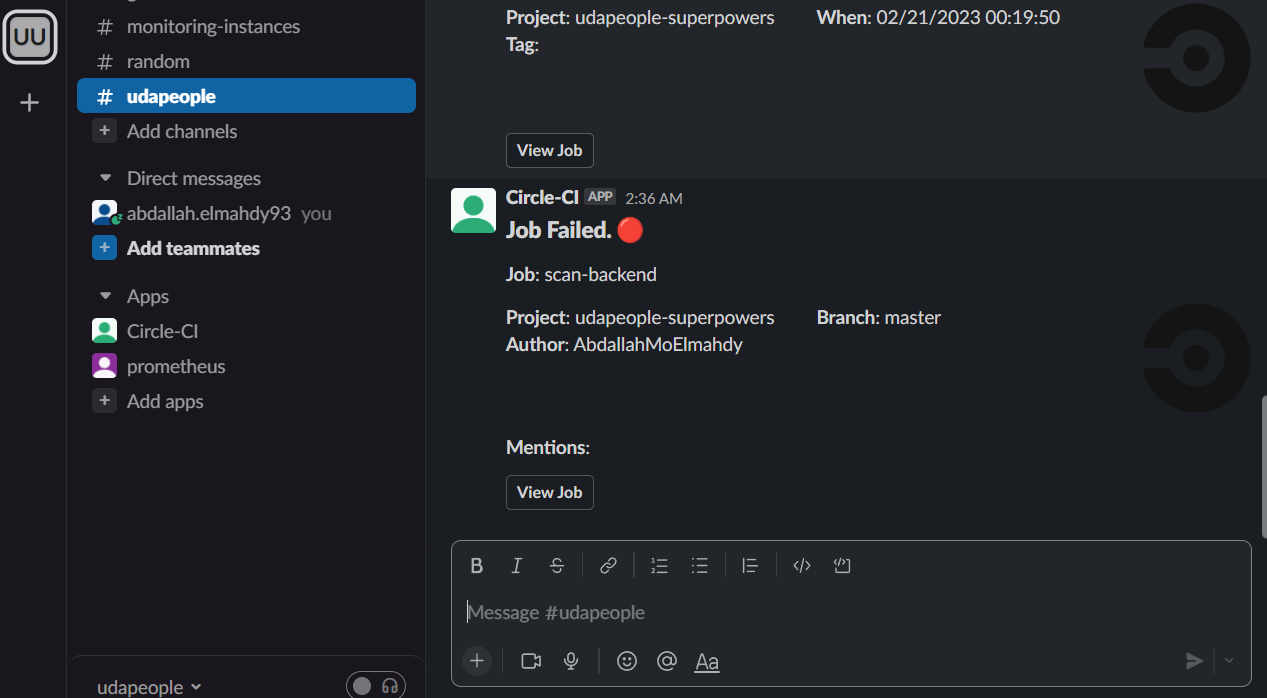 UU
# monitoring-instances
# random
# udapeople
+ Add channels
Direct messages
abdallah.elmahdy93 you
+ Add teammates
Apps
Circle-CI
prometheus
+ Add apps
udapeople
Project: udapeople-superpowers When: 02/21/2023 00:19:50
Tag:
View Job
Circle-CI APP 2:36 AM
Job Failed. 🔴
Job: scan-backend
Project: udapeople-superpowers Branch: master
Author: AbdallahMoElmahdy
Mentions:
View Job
B I S
Message #udapeople
+ @ Aa